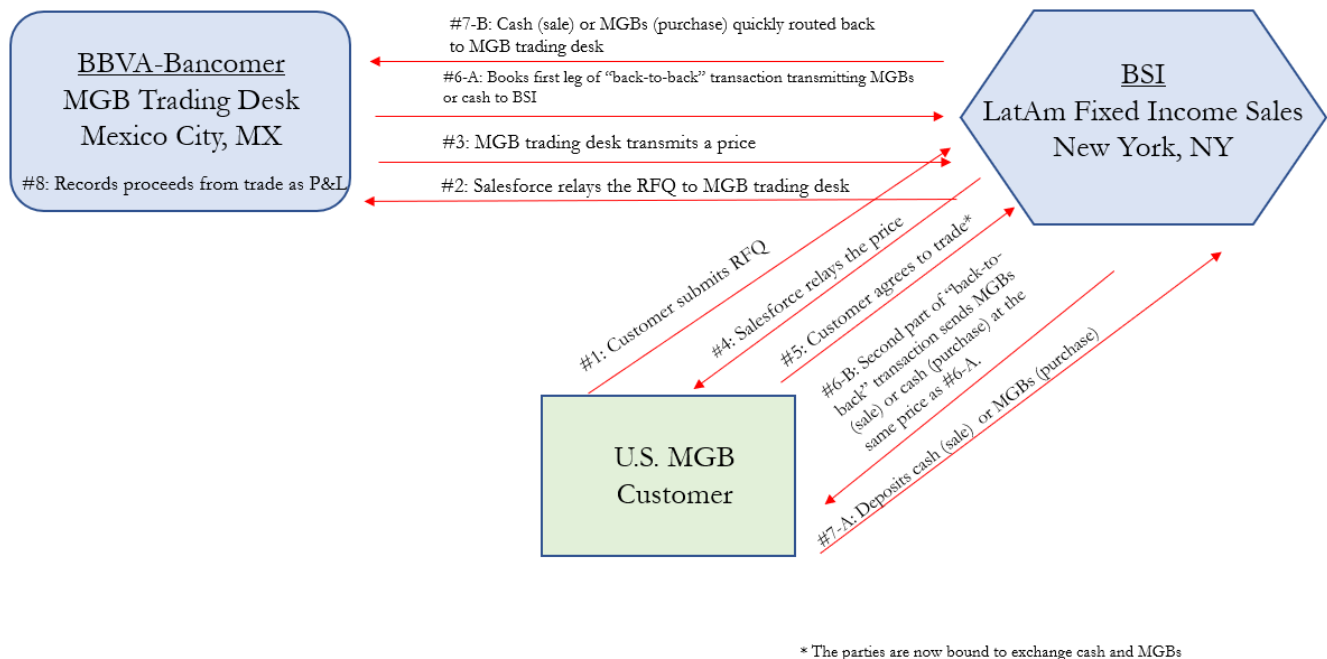 BBVA-Bancomer
MGB Trading Desk
Mexico City, MX
#8: Records proceeds from trade as P&L
#7-B: Cash (sale) or MGBs (purchase) quickly routed back
to MGB trading desk
#6-A: Books first leg of “back-to-back” transaction transmitting MGBs
or cash to BSI
#3: MGB trading desk transmits a price
#2: Salesforce relays the RFQ to MGB trading desk
BSI
LatAm Fixed Income Sales
New York, NY
#1: Customer submits RFQ
#4: Salesforce relays the price
#5: Customer agrees to trade*
#6-B: Second part of “back-to-
back” transaction sends MGBs
(sale) or cash (purchase) at the
same price as #6-A.
#7-A: Deposits cash (sale) or MGBs (purchase)
U.S. MGB
Customer
* The parties are now bound to exchange cash and MGBs